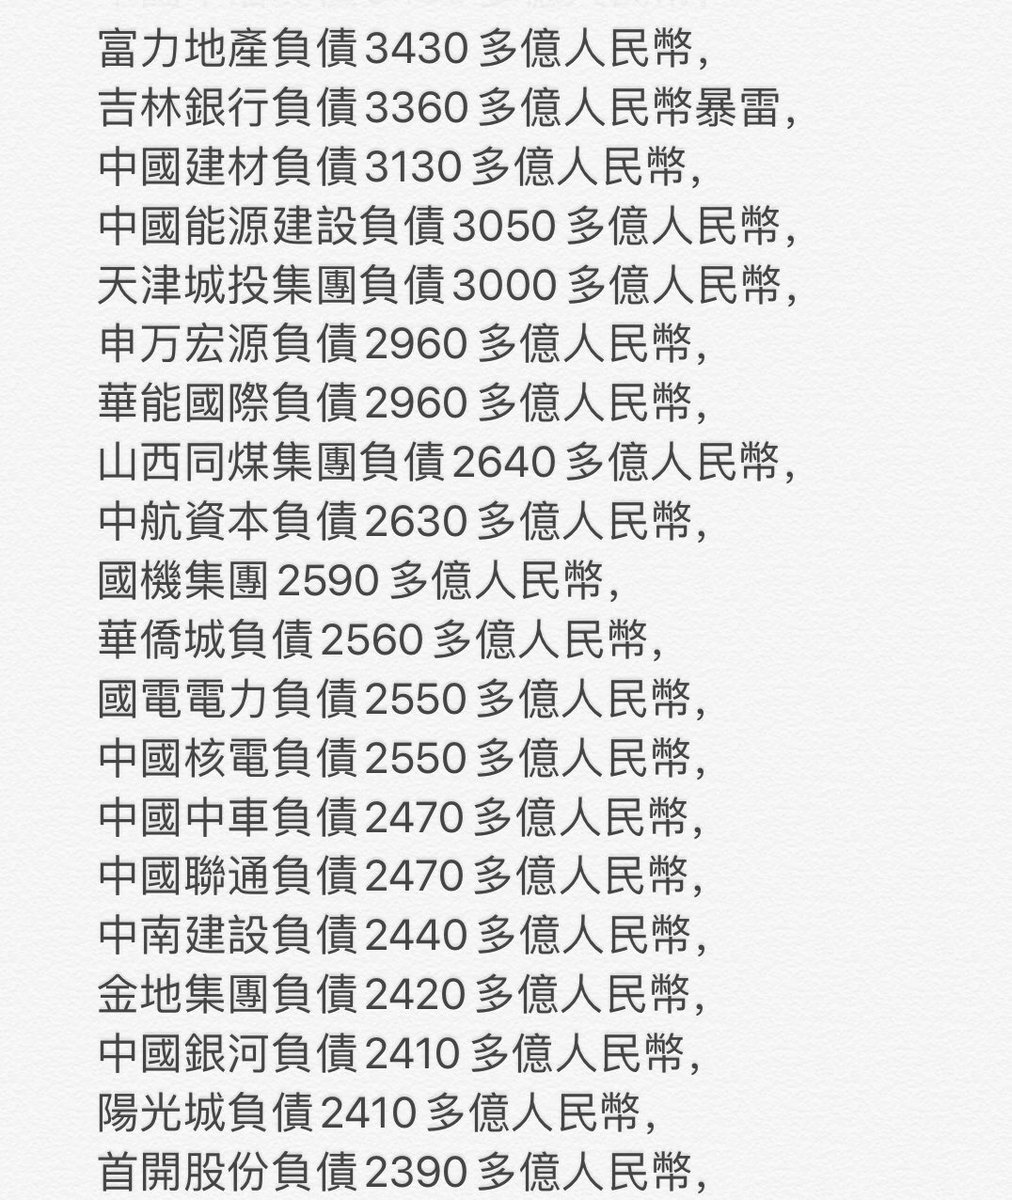 富力地產負債3430多億人民幣，
吉林銀行負債3360多億人民幣暴雷，
中國建材負債3130多億人民幣，
中國能源建設負債3050多億人民幣，
天津城投集團負債3000多億人民幣，
申万宏源負債2960多億人民幣，
華能國際負債2960多億人民幣，
山西同煤集團負債2640多億人民幣，
中航資本負債2630多億人民幣，
國機集團2590多億人民幣，
華僑城負債2560多億人民幣，
國電電力負債2550多億人民幣，
中國核電負債2550多億人民幣，
中國中車負債2470多億人民幣，
中國聯通負債2470多億人民幣，
中南建設負債2440多億人民幣，
金地集團負債2420多億人民幣，
中國銀河負債2410多億人民幣，
陽光城負債2410多億人民幣，
首開股份負債2390多億人民幣，